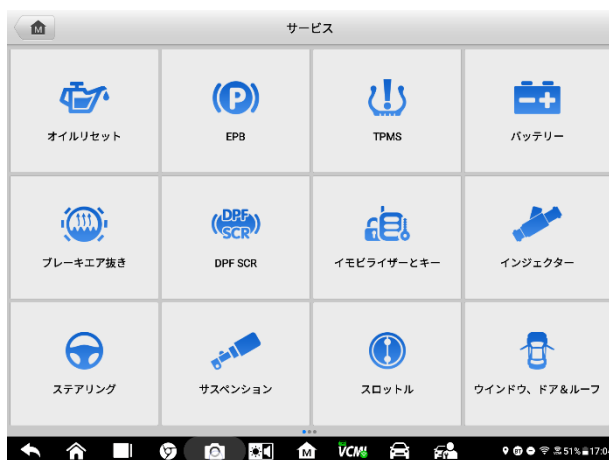 サービス
オイルリセット
EPB
TPMS
バッテリー
ブレーキエア抜き
DPF SCR
DPF SCR
イモビライザーとキー
インジェクター
ステアリング
サスペンション
スロットル
ウインドウ、ドア&ルーフ
VCMI
51%